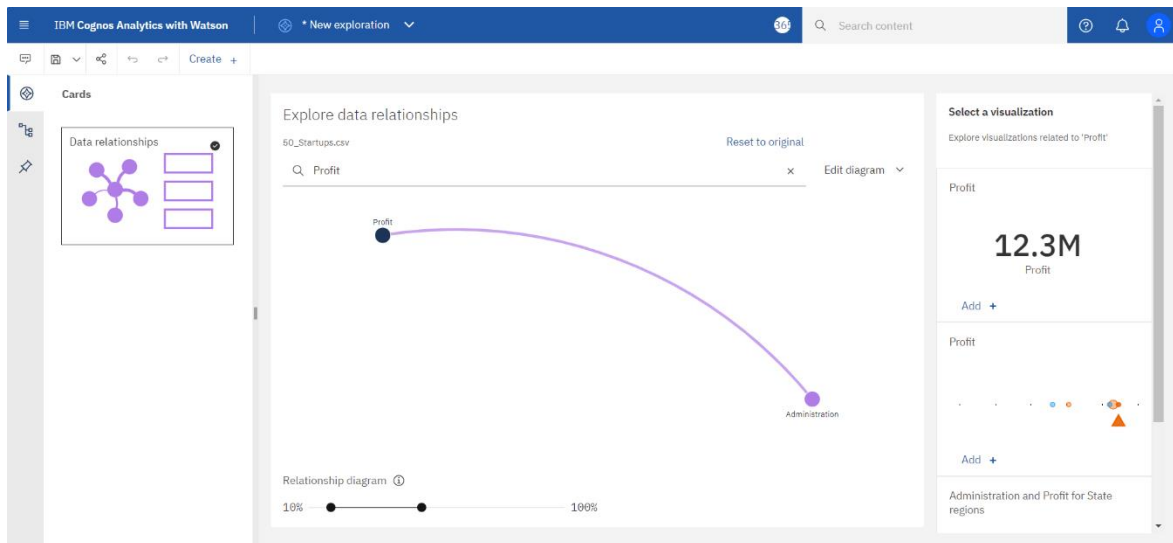 IBM Cognos Analytics with Watson
* New exploration
Search content
Create +
Cards
Data relationships
Explore data relationships
50_Startups.csv
Reset to original
Profit
Edit diagram
Profit
Administration
Relationship diagram
10%
100%
Select a visualization
Explore visualizations related to 'Profit'
Profit
12.3M
Profit
Add +
Profit
Add +
Administration and Profit for State
regions